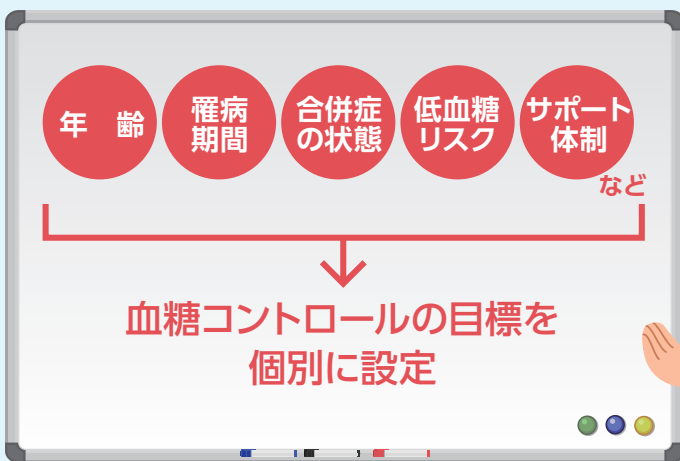 年　齢
罹病
期間
合併症
の状態
低血糖
リスク
サポート
体制
など
血糖コントロールの目標を
個別に設定